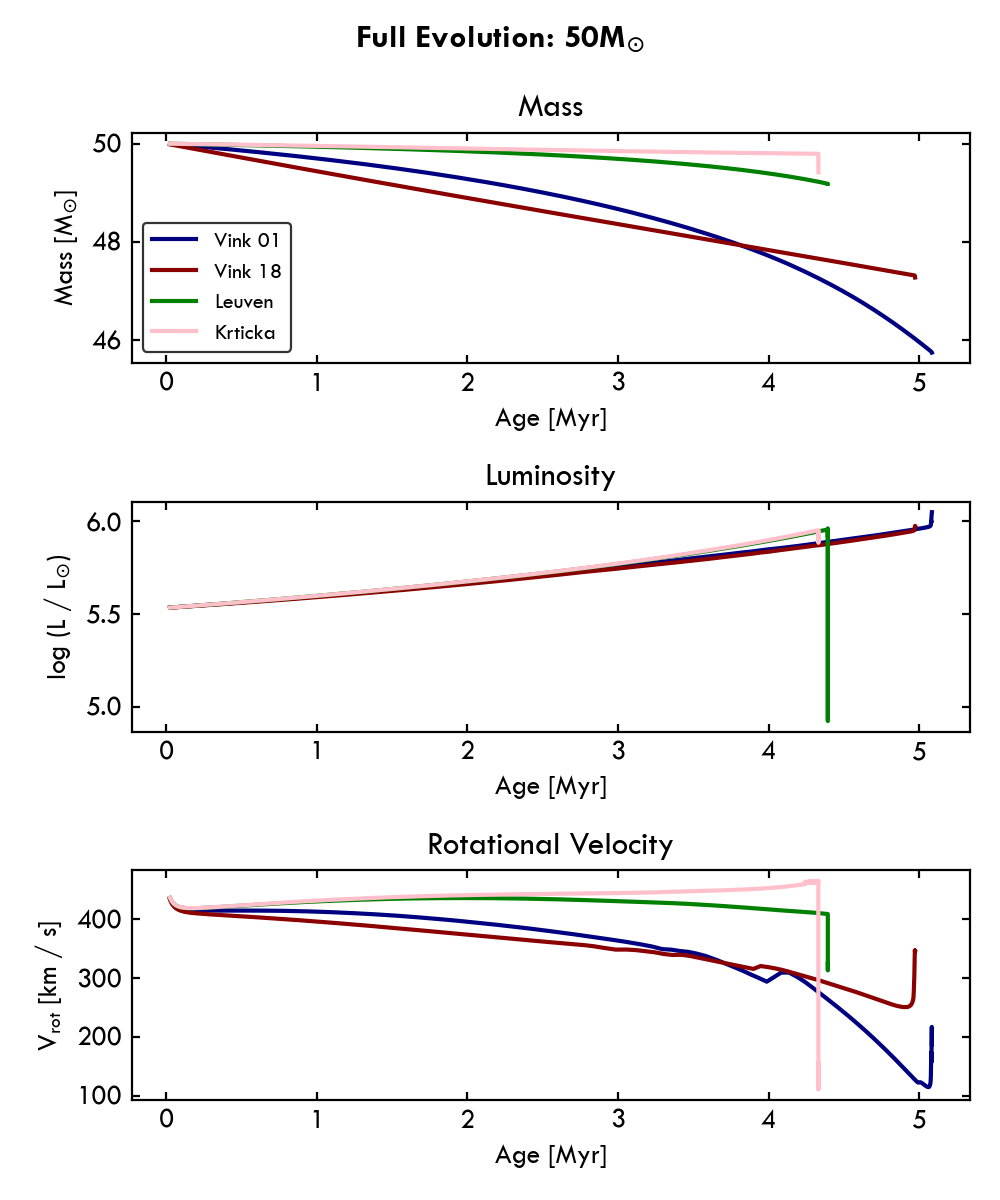 Full Evolution: 50M⊙
Mass
50
48
46
Mass [M⊙]
Vink 01
Vink 18
Leuven
Krticka
0 1 2 3 4 5
Age [Myr]
Luminosity
6.0
5.5
5.0
log (L / L⊙)
0 1 2 3 4 5
Age [Myr]
Rotational Velocity
400
300
200
100
Vrot [km / s]
0 1 2 3 4 5
Age [Myr]